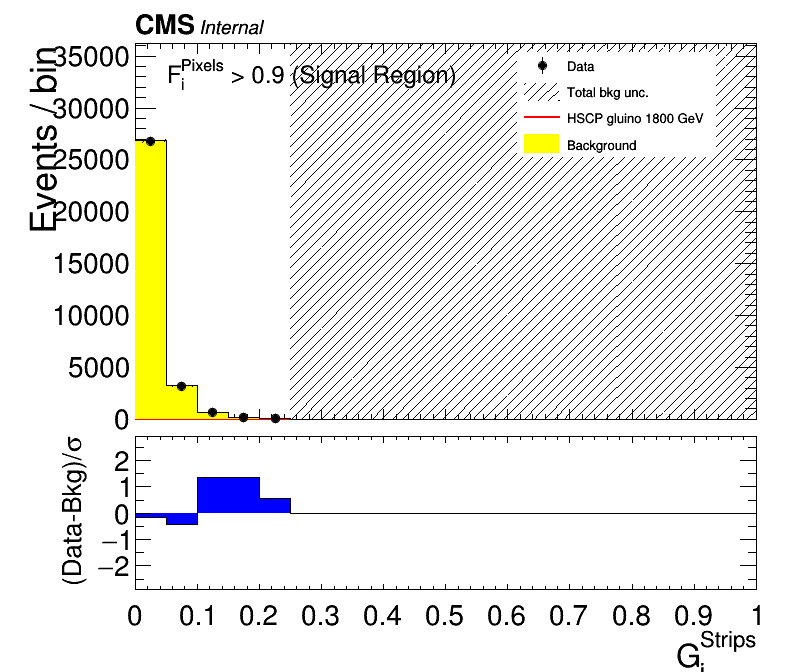 CMS Internal
Events / bin
35000
30000
25000
20000
15000
10000
5000
0
F_i^Pixels > 0.9 (Signal Region)
Data
Total bkg unc.
HSCP gluino 1800 GeV
Background
(Data-Bkg)/σ
2
1
0
−1
−2
0 0.1 0.2 0.3 0.4 0.5 0.6 0.7 0.8 0.9 1
G_i^Strips